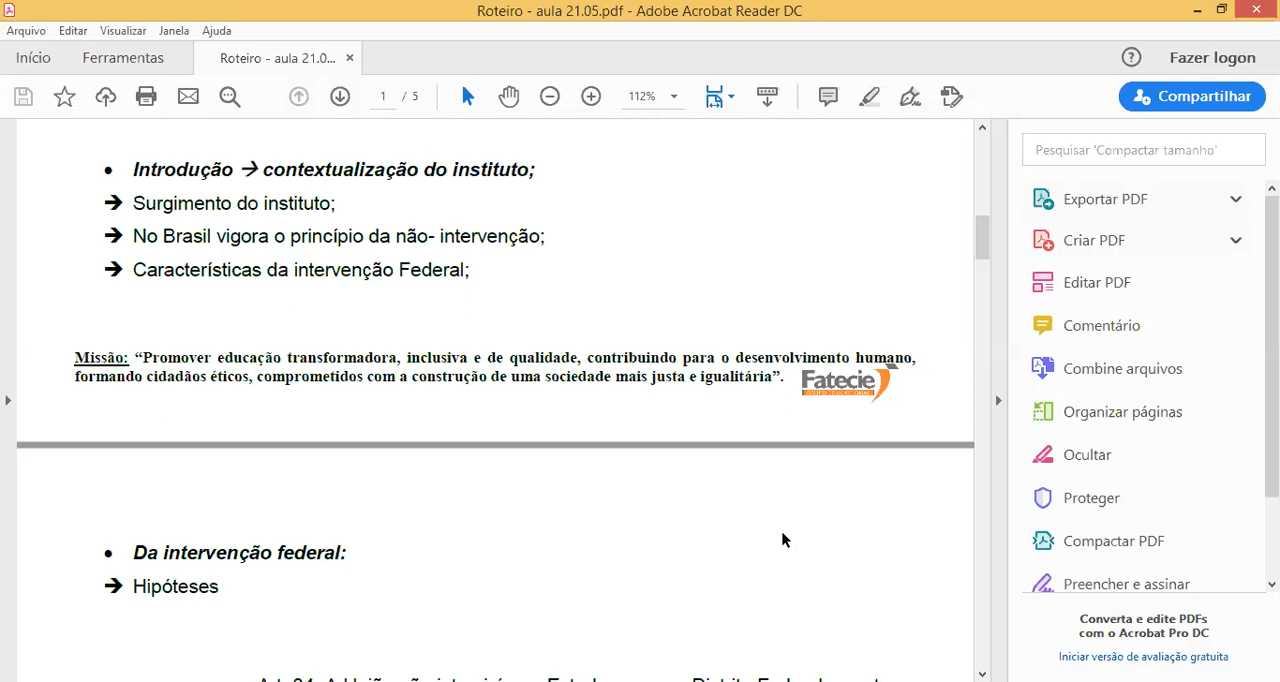 Roteiro - aula 21.05.pdf - Adobe Acrobat Reader DC
Arquivo Editar Visualizar Janela Ajuda
Início Ferramentas Roteiro - aula 21.0... × Fazer logon
1 / 5 112% Compartilhar
• Introdução → contextualização do instituto;
→ Surgimento do instituto;
→ No Brasil vigora o princípio da não- intervenção;
→ Características da intervenção Federal;
Missão: “Promover educação transformadora, inclusiva e de qualidade, contribuindo para o desenvolvimento humano,
formando cidadãos éticos, comprometidos com a construção de uma sociedade mais justa e igualitária”.
Fatecie
• Da intervenção federal:
→ Hipóteses
Pesquisar 'Compactar tamanho'
Exportar PDF
Criar PDF
Editar PDF
Comentário
Combine arquivos
Organizar páginas
Ocultar
Proteger
Compactar PDF
Preencher e assinar
Converta e edite PDFs
com o Acrobat Pro DC
Iniciar versão de avaliação gratuita